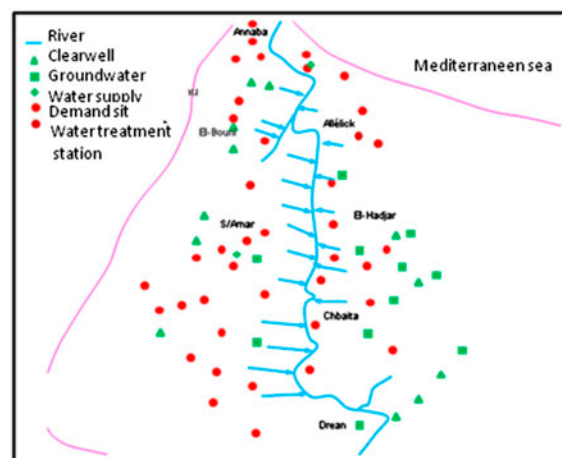 River
Clearwell
Groundwater
Water supply
Demand sit
Water treatment
station
Annaba
Mediterraneen sea
Allélick
El-Bouni
El-Hadjar
S/Amar
Chbaita
Drean